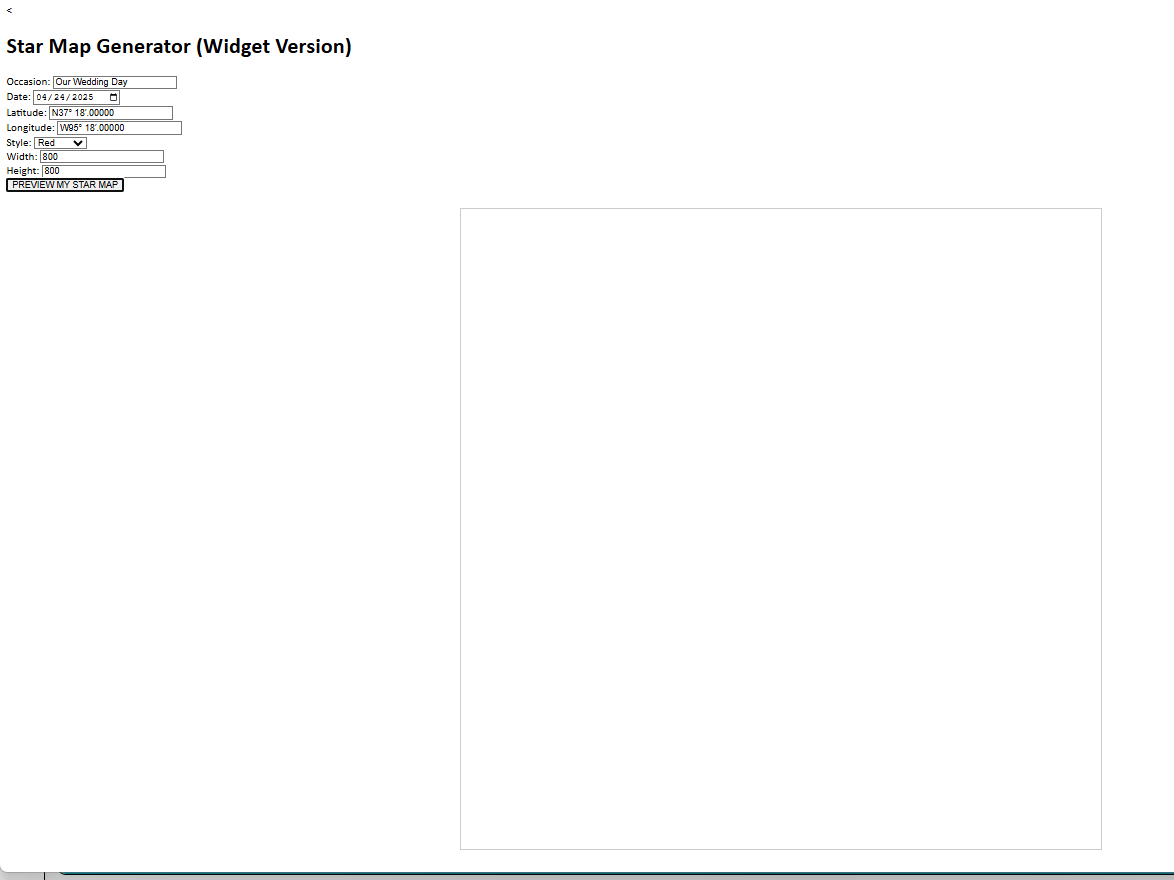 <
Star Map Generator (Widget Version)
Occasion: Our Wedding Day
Date: 04/24/2025
Latitude: N37° 18'.00000
Longitude: W95° 18'.00000
Style: Red
Width: 800
Height: 800
PREVIEW MY STAR MAP